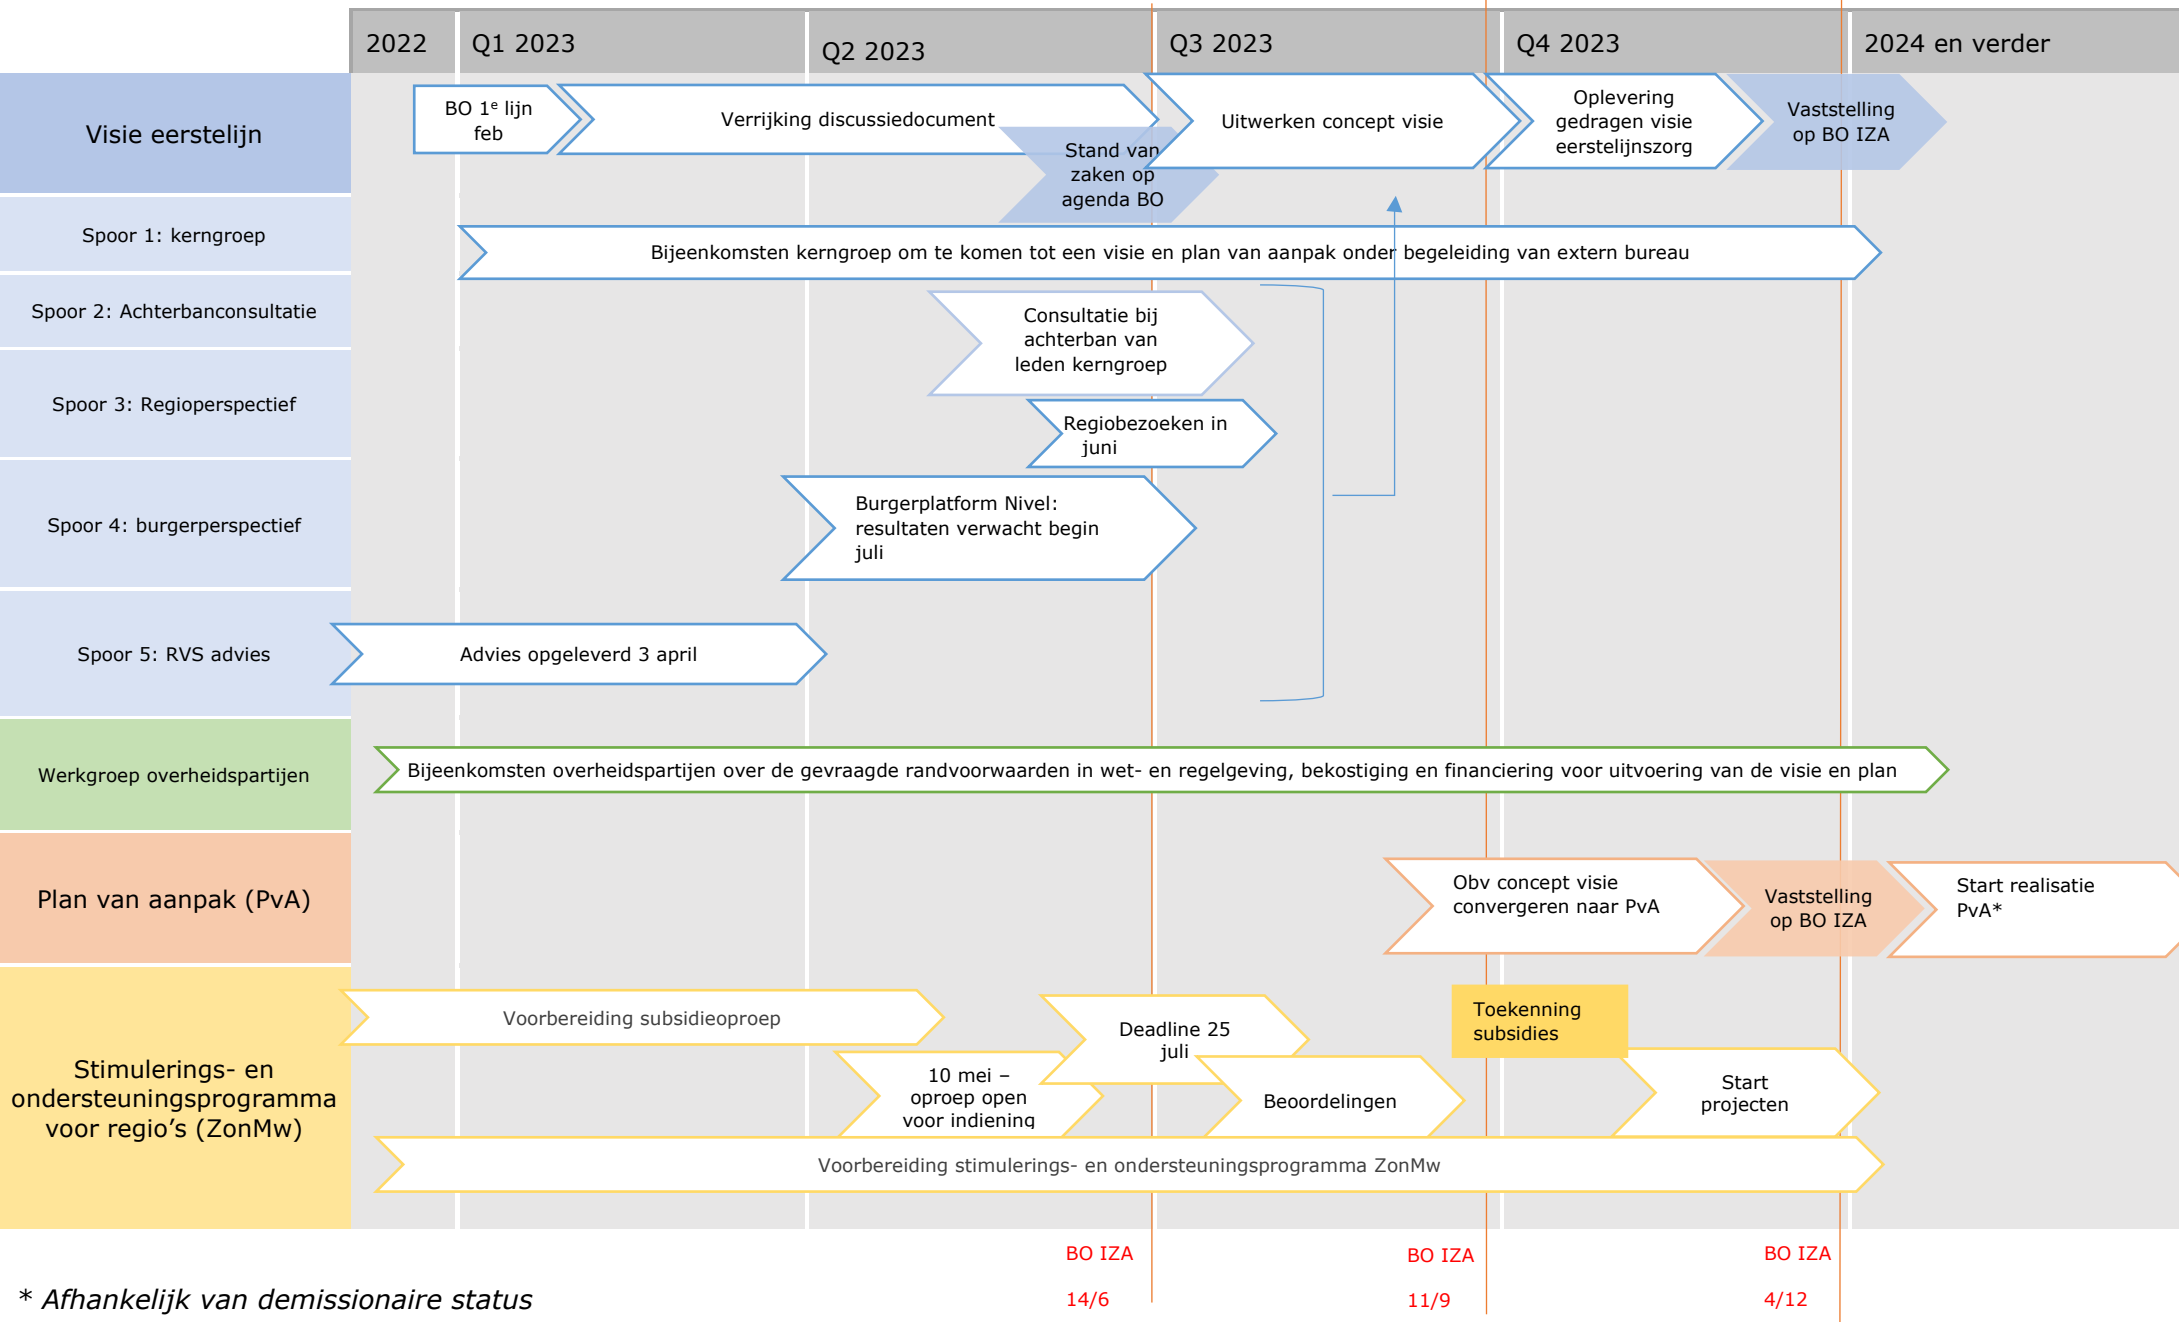 2022
Q1 2023
Q2 2023
Q3 2023
Q4 2023
2024 en verder
Visie eerstelijn
BO 1e lijn
feb
Verrijking discussiedocument
Stand van
zaken op
agenda BO
Uitwerken concept visie
Oplevering
gedragen visie
eerstelijnszorg
Vaststelling
op BO IZA
Spoor 1: kerngroep
Bijeenkomsten kerngroep om te komen tot een visie en plan van aanpak onder begeleiding van extern bureau
Spoor 2: Achterbanconsultatie
Consultatie bij
achterban van
leden kerngroep
Spoor 3: Regioperspectief
Regiobezoeken in
juni
Spoor 4: burgerperspectief
Burgerplatform Nivel:
resultaten verwacht begin
juli
Spoor 5: RVS advies
Advies opgeleverd 3 april
Werkgroep overheidspartijen
Bijeenkomsten overheidspartijen over de gevraagde randvoorwaarden in wet- en regelgeving, bekostiging en financiering voor uitvoering van de visie en plan
Plan van aanpak (PvA)
Obv concept visie
convergeren naar PvA
Vaststelling
op BO IZA
Start realisatie
PvA*
Stimulerings- en
ondersteuningsprogramma
voor regio's (ZonMw)
Voorbereiding subsidieoproep
10 mei –
oproep open
voor indiening
Deadline 25
juli
Beoordelingen
Toekenning
subsidies
Start
projecten
Voorbereiding stimulerings- en ondersteuningsprogramma ZonMw
BO IZA
14/6
BO IZA
11/9
BO IZA
4/12
* Afhankelijk van demissionaire status